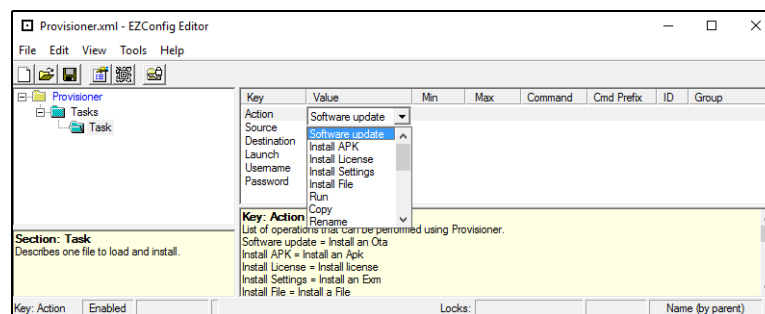 Provisioner.xml - EZConfig Editor
File Edit View Tools Help
Provisioner
Tasks
Task
Key Value Min Max Command Cmd Prefix ID Group
Action Software update
Source
Destination
Launch
Username
Password
Software update
Install APK
Install License
Install Settings
Install File
Run
Copy
Rename
Section: Task
Describes one file to load and install.
Key: Action
List of operations that can be performed using Provisioner.
Software update = Install an Ota
Install APK = Install an Apk
Install License = Install license
Install Settings = Install an Exm
Install File = Install a File
Key: Action Enabled Locks: Name (by parent)